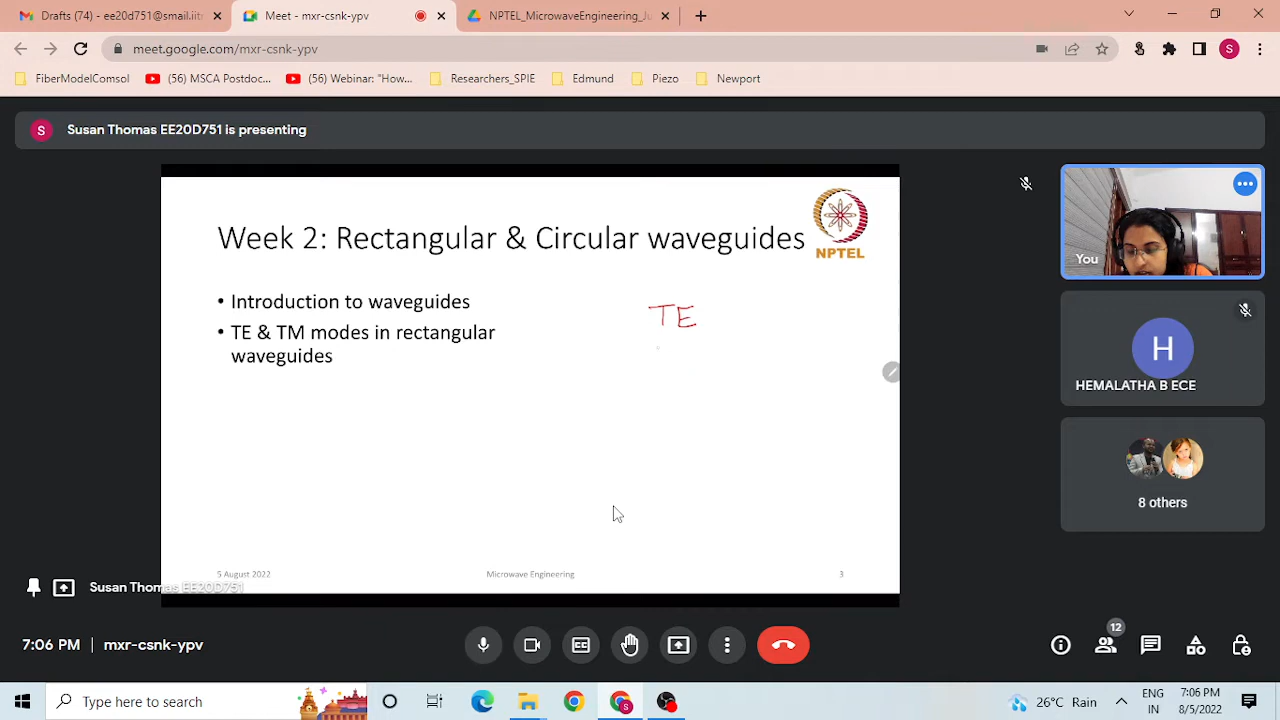 Drafts (74) - susan@smail.iit
Meet - mxr-csnk-ypv
NPTEL_MicrowaveEngineering_Ju
meet.google.com/mxr-csnk-ypv
S
FiberModelComsol
(56) MSCA Postdoc...
(56) Webinar: "How...
Researchers_SPIE
Edmund
Piezo
Newport
S
Susan Thomas EE20D751 is presenting
Week 2: Rectangular & Circular waveguides
NPTEL
• Introduction to waveguides
• TE & TM modes in rectangular
waveguides
TE
5 August 2022
Microwave Engineering
3
Susan Thomas EE20D751
You
H
HEMALATHA B ECE
8 others
7:06 PM | mxr-csnk-ypv
12
Type here to search
S
26°C Rain
ENG
IN
7:06 PM
8/5/2022